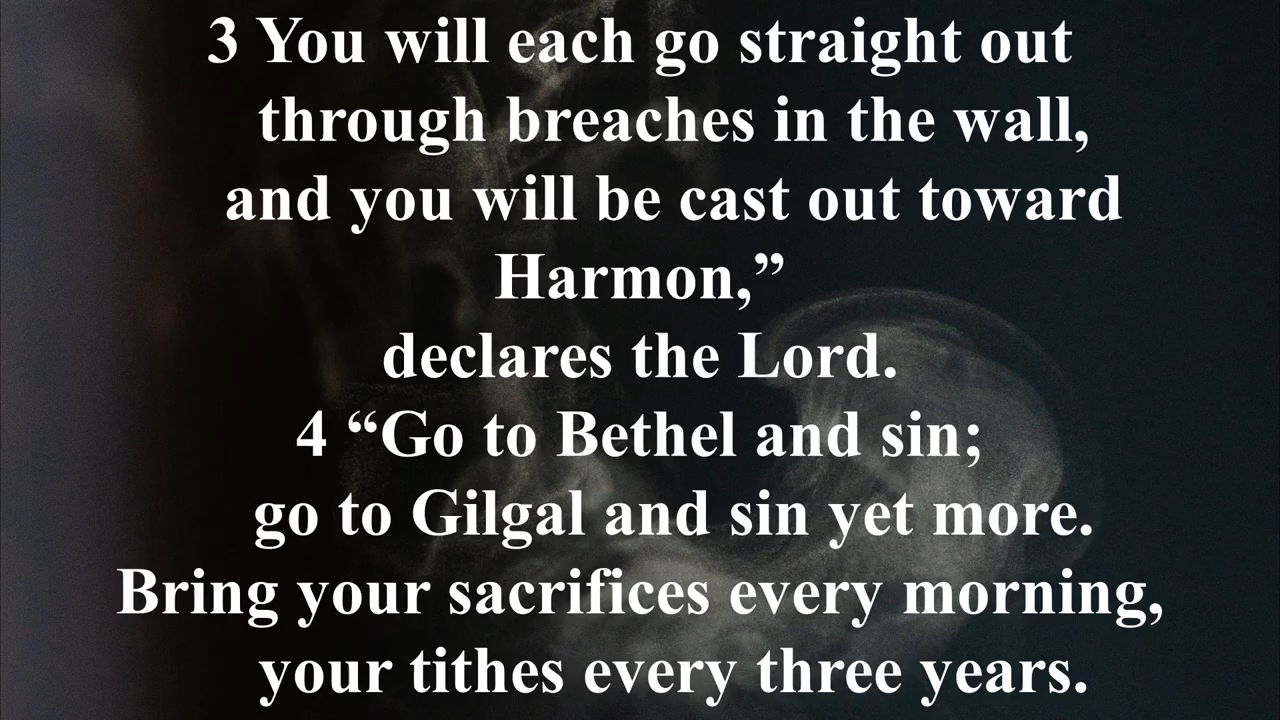 3 You will each go straight out
through breaches in the wall,
and you will be cast out toward
Harmon,”
declares the Lord.
4 “Go to Bethel and sin;
go to Gilgal and sin yet more.
Bring your sacrifices every morning,
your tithes every three years.